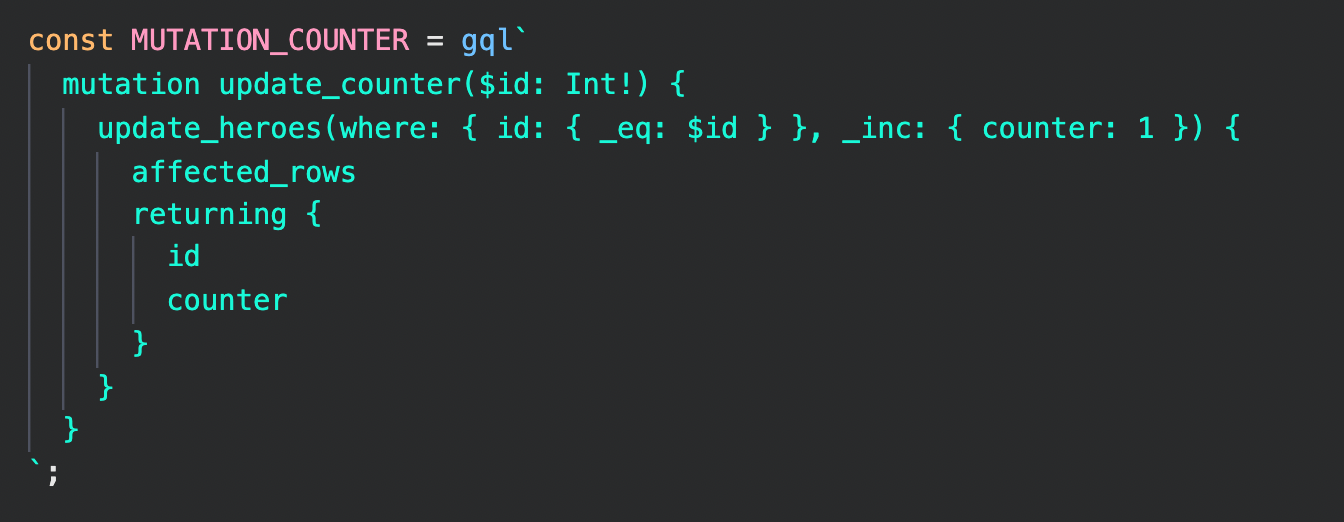 const MUTATION_COUNTER = gql`
  mutation update_counter($id: Int!) {
    update_heroes(where: { id: { _eq: $id } }, _inc: { counter: 1 }) {
      affected_rows
      returning {
        id
        counter
      }
    }
  }
`;